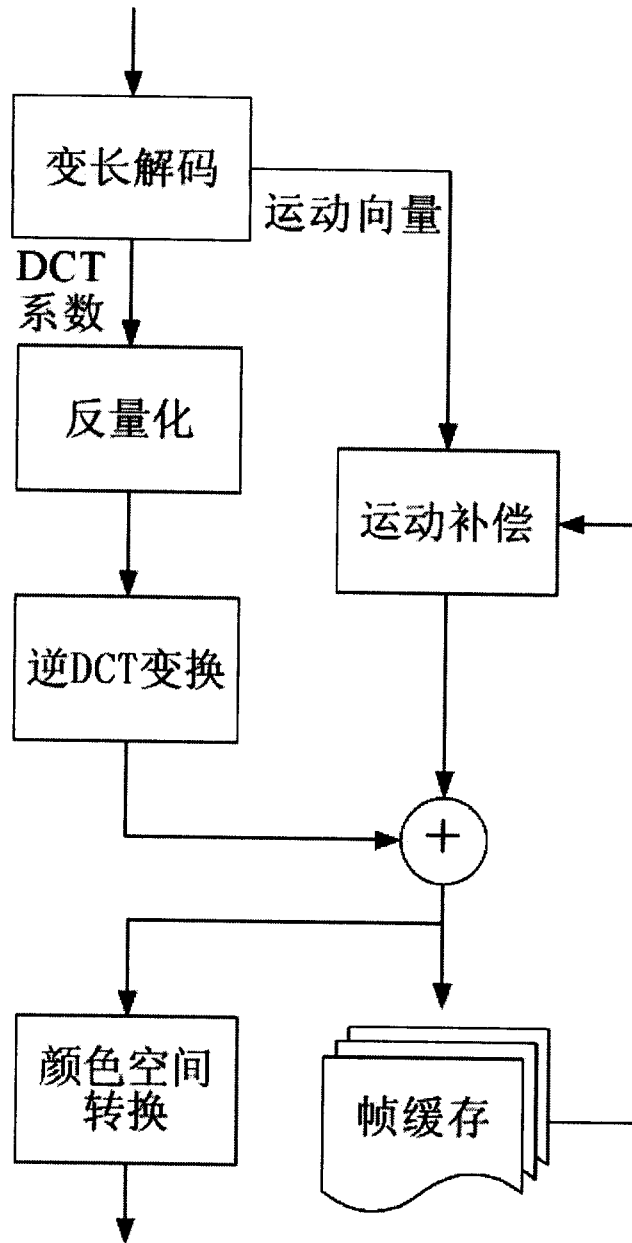 变长解码
运动向量
DCT
系数
反量化
运动补偿
逆DCT变换
+
颜色空间
转换
帧缓存